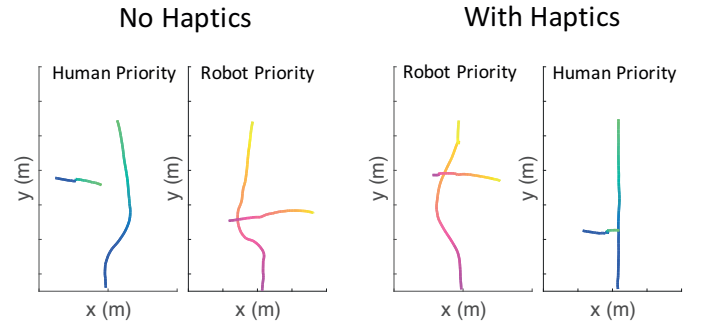 No Haptics
With Haptics
Human Priority
Robot Priority
Robot Priority
Human Priority
y (m)
y (m)
y (m)
y (m)
x (m)
x (m)
x (m)
x (m)